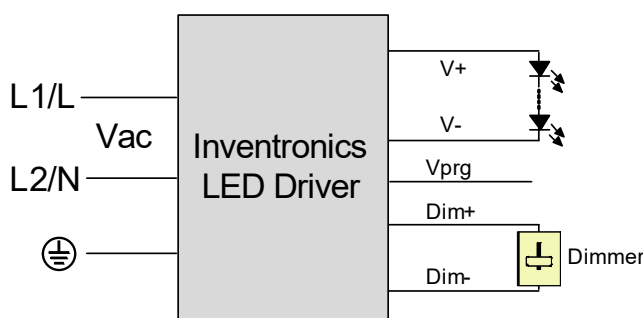 L1/L
Vac
L2/N
Inventronics
LED Driver
V+
V-
Vprg
Dim+
Dim-
Dimmer